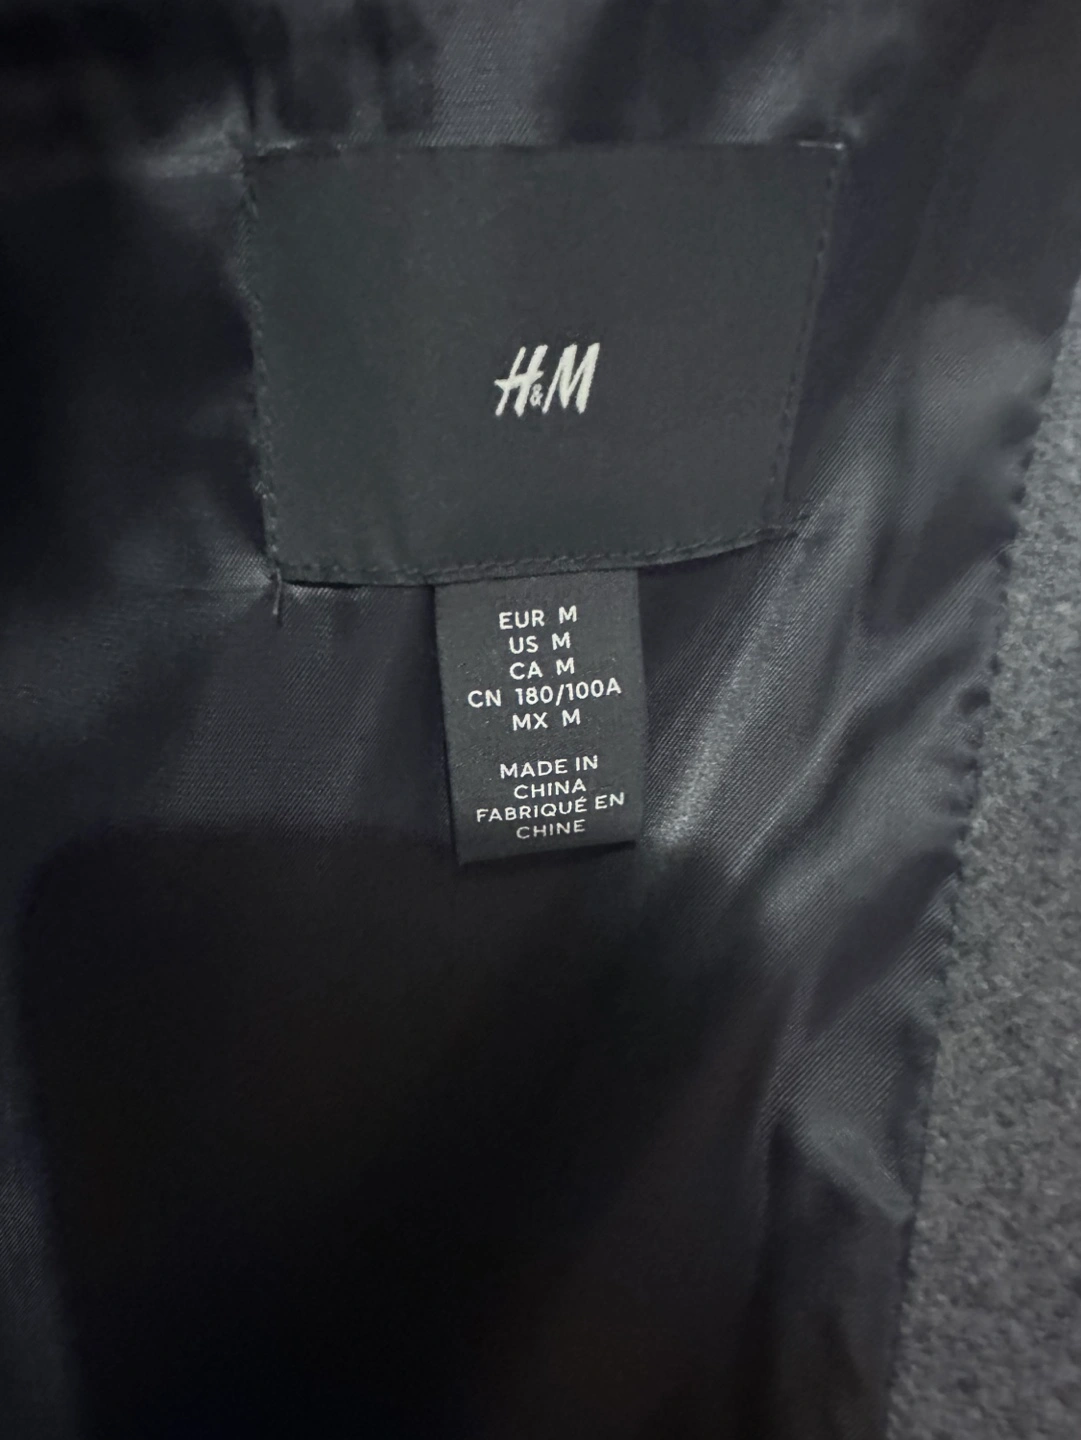 H&M
EUR M
US M
CA M
CN 180/100A
MX M
MADE IN
CHINA
FABRIQUÉ EN
CHINE